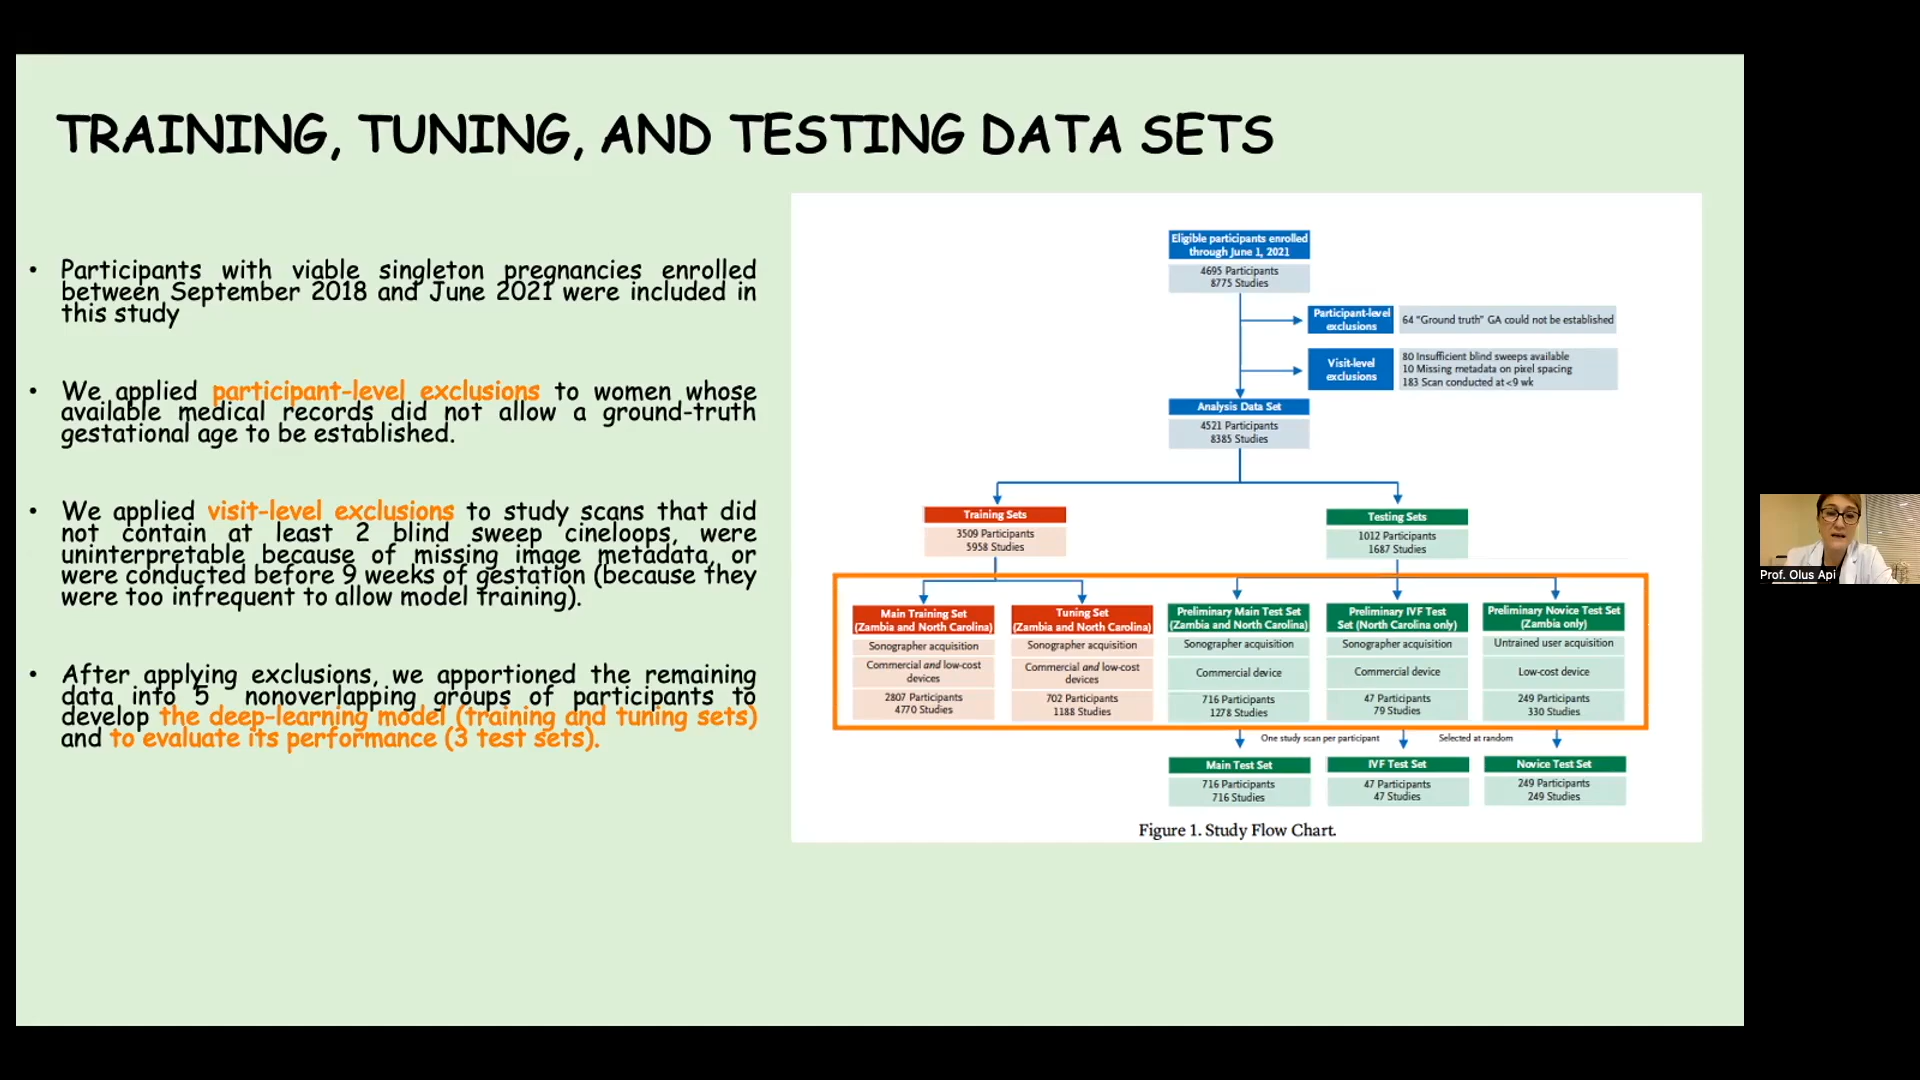 TRAINING, TUNING, AND TESTING DATA SETS
• Participants with viable singleton pregnancies enrolled
between September 2018 and June 2021 were included in
this study
• We applied participant-level exclusions to women whose
available medical records did not allow a ground-truth
gestational age to be established.
• We applied visit-level exclusions to study scans that did
not contain at least 2 blind sweep cineloops, were
uninterpretable because of missing image metadata, or
were conducted before 9 weeks of gestation (because they
were too infrequent to allow model training).
• After applying exclusions, we apportioned the remaining
data into 5 nonoverlapping groups of participants to
develop the deep-learning model (training and tuning sets)
and to evaluate its performance (3 test sets).
Eligible participants enrolled
through June 1, 2021
4695 Participants
8775 Studies
Participant-level
exclusions
64 "Ground truth" GA could not be established
Visit-level
exclusions
80 Insufficient blind sweeps available
10 Missing metadata on pixel spacing
183 Scan conducted at <9 wk
Analysis Data Set
4521 Participants
8385 Studies
Training Sets
3509 Participants
5958 Studies
Testing Sets
1012 Participants
1687 Studies
Main Training Set
(Zambia and North Carolina)
Sonographer acquisition
Commercial and low-cost
devices
2807 Participants
4770 Studies
Tuning Set
(Zambia and North Carolina)
Sonographer acquisition
Commercial and low-cost
devices
702 Participants
1188 Studies
Preliminary Main Test Set
(Zambia and North Carolina)
Sonographer acquisition
Commercial device
716 Participants
1278 Studies
Preliminary IVF Test
Set (North Carolina only)
Sonographer acquisition
Commercial device
47 Participants
79 Studies
Preliminary Novice Test Set
(Zambia only)
Untrained user acquisition
Low-cost device
249 Participants
330 Studies
One study scan per participant
Selected at random
Main Test Set
716 Participants
716 Studies
IVF Test Set
47 Participants
47 Studies
Novice Test Set
249 Participants
249 Studies
Figure 1. Study Flow Chart.
Prof. Olus Api